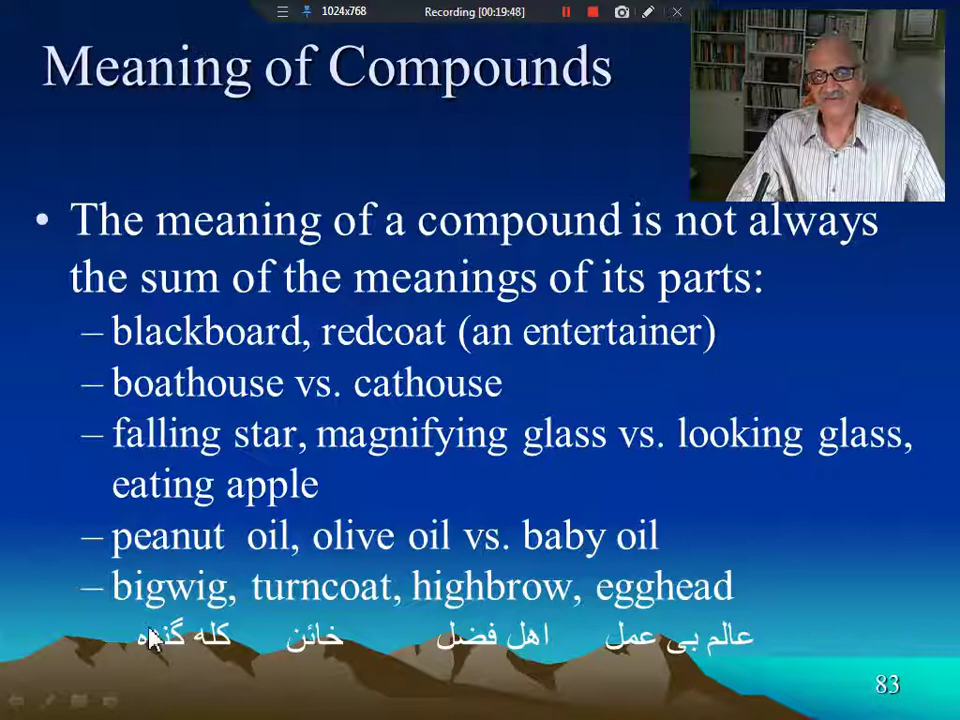 1024x768
Recording [00:19:48]
Meaning of Compounds
• The meaning of a compound is not always
the sum of the meanings of its parts:
– blackboard, redcoat (an entertainer)
– boathouse vs. cathouse
– falling star, magnifying glass vs. looking glass,
eating apple
– peanut oil, olive oil vs. baby oil
– bigwig, turncoat, highbrow, egghead
عالم بی عمل اهل فضل خائن کله گنده
83